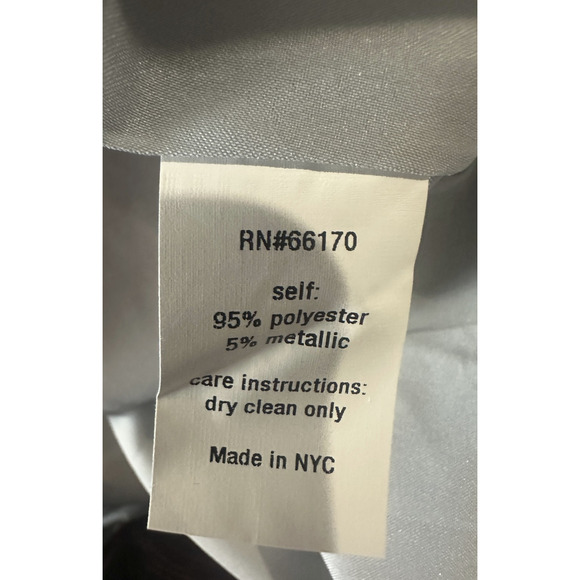 RN#66170
self:
95% polyester
5% metallic
care instructions:
dry clean only
Made in NYC